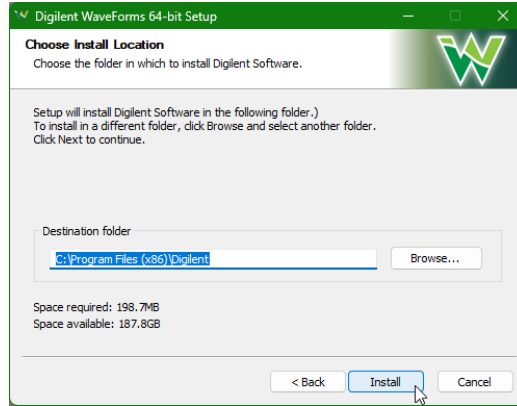 Digilent WaveForms 64-bit Setup
Choose Install Location
Choose the folder in which to install Digilent Software.
Setup will install Digilent Software in the following folder.)
To install in a different folder, click Browse and select another folder.
Click Next to continue.
Destination folder
C:\Program Files (x86)\Digilent
Browse...
Space required: 198.7MB
Space available: 187.8GB
< Back
Install
Cancel